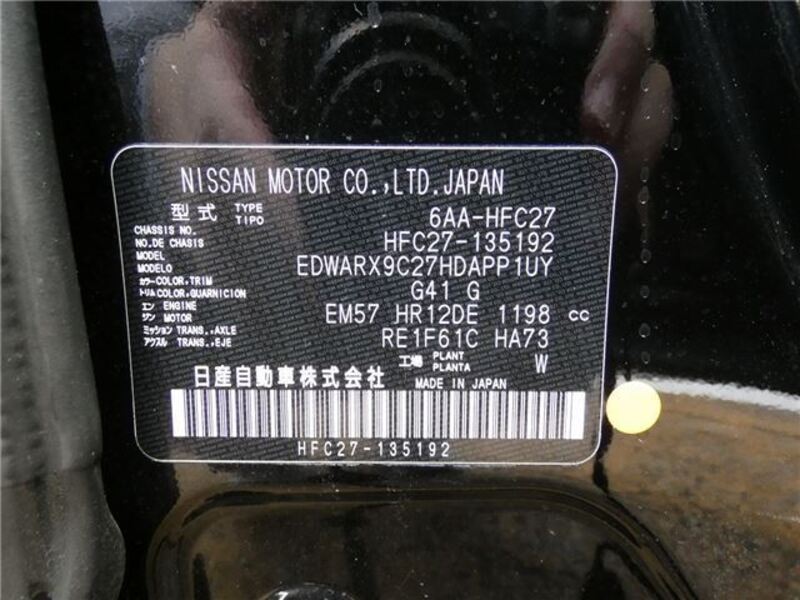 NISSAN MOTOR CO.,LTD.JAPAN
型式 TYPE TIPO 6AA-HFC27
CHASSIS NO. NO.DE CHASIS HFC27-135192
MODEL MODELO EDWARX9C27HDAPP1UY
カラー COLOR,TRIM トリム COLOR,GUARNICION G41 G
エンジン ENGINE MOTOR EM57 HR12DE 1198 cc
ミッション TRANS.,AXLE アクスル TRANS.,EJE RE1F61C HA73
工場 PLANT PLANTA W
日産自動車株式会社 MADE IN JAPAN
HFC27-135192